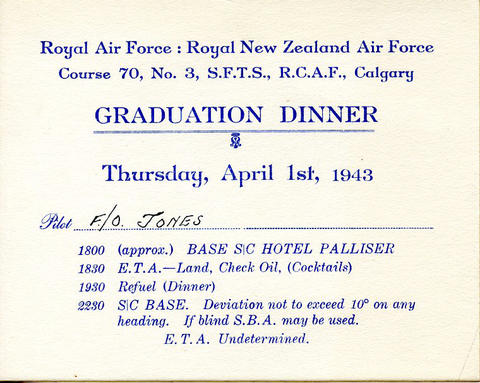 Royal Air Force : Royal New Zealand Air Force
Course 70, No. 3, S.F.T.S., R.C.A.F., Calgary
GRADUATION DINNER
Thursday, April 1st, 1943
Pilot F/O. JONES
1800 (approx.) BASE S|C HOTEL PALLISER
1830 E.T.A.—Land, Check Oil, (Cocktails)
1930 Refuel (Dinner)
2230 S|C BASE. Deviation not to exceed 10° on any
heading. If blind S.B.A. may be used.
E.T.A. Undetermined.